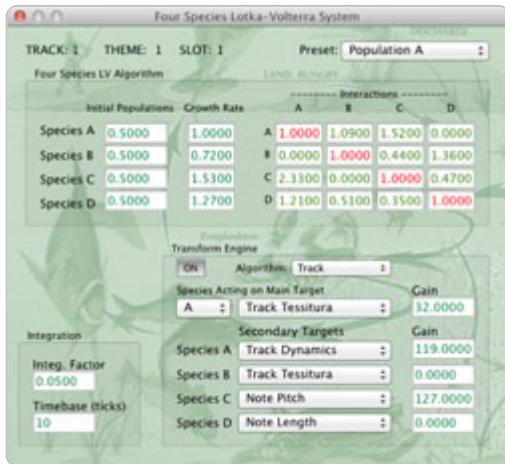 Four Species Lotka-Volterra System
TRACK: 1 THEME: 1 SLOT: 1 Preset: Population A
DISCHARGE
Four Species LV Algorithm
LAND RUNOFF
-------- Interactions --------
Initial Populations Growth Rate A B C D
Species A 0.5000 1.0000 A 1.0000 1.0900 1.5200 0.0000
Species B 0.5000 0.7200 B 0.0000 1.0000 0.4400 1.3600
Species C 0.5000 1.5300 C 2.3300 0.0000 1.0000 0.4700
Species D 0.5000 1.2700 D 1.2100 0.5100 0.3500 1.0000
Zooplankton
Transform Engine
ON Algorithm: Track
Species Acting on Main Target Gain
A Track Tessitura 32.0000
Secondary Targets Gain
Species A Track Dynamics 119.0000
Species B Track Tessitura 0.0000
Species C Note Pitch 127.0000
Species D Note Length 0.0000
Integration
Integ. Factor
0.0500
Timebase (ticks)
10